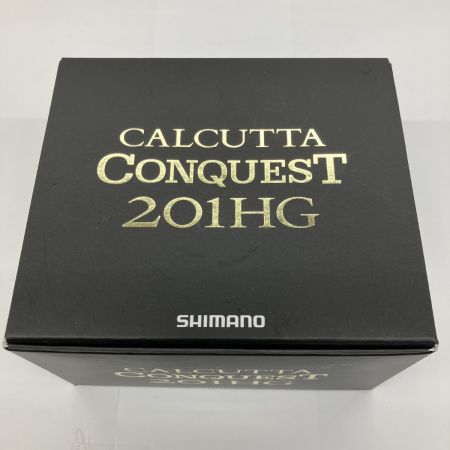 CALCUTTA
CONQUEST
201HG
SHIMANO
CALCUTTA
CONQUEST
201HG